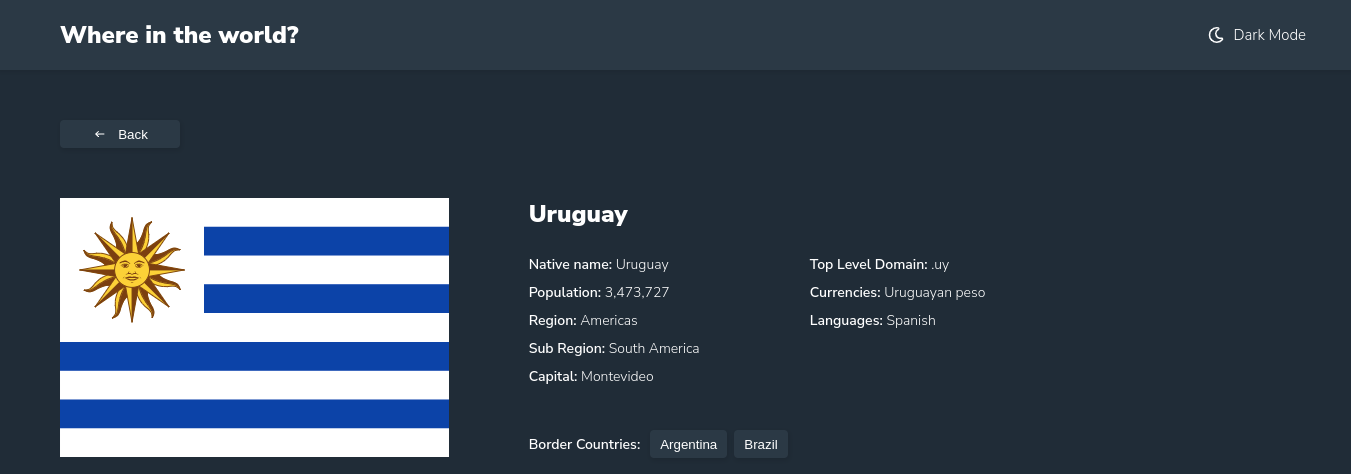 Where in the world?
Dark Mode
← Back
Uruguay
Native name: Uruguay
Population: 3,473,727
Region: Americas
Sub Region: South America
Capital: Montevideo
Top Level Domain: .uy
Currencies: Uruguayan peso
Languages: Spanish
Border Countries: Argentina Brazil